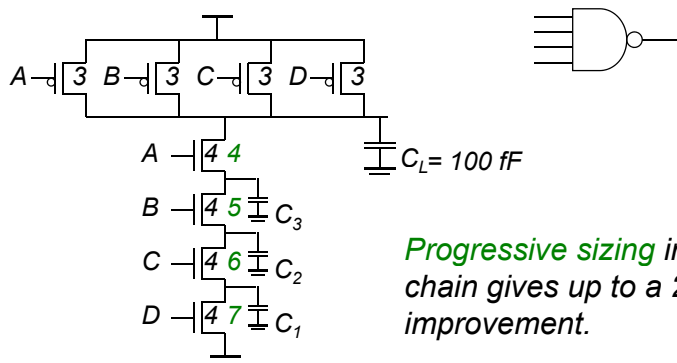 A 3 B 3 C 3 D 3
C_L = 100 fF
A 4 4
C_3
B 4 5
C_2
C 4 6
C_1
D 4 7
Progressive sizing in
chain gives up to a 2
improvement.